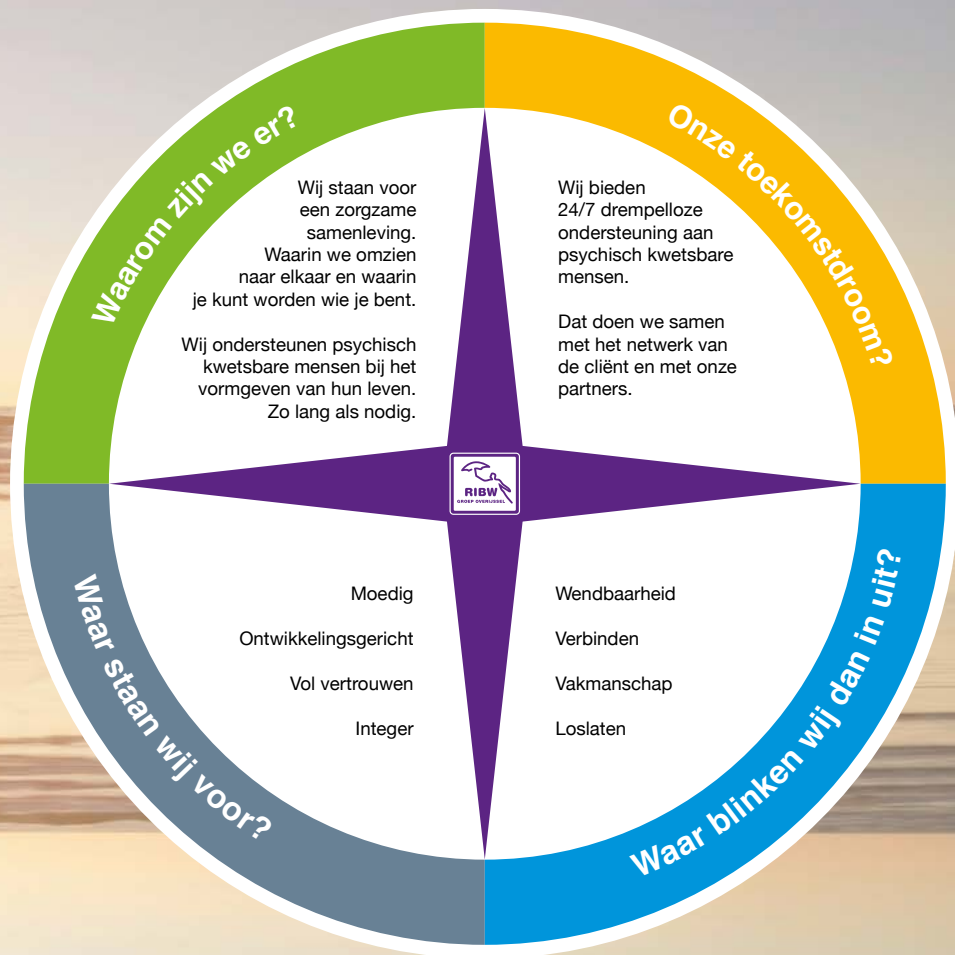 Waarom zijn we er?
Wij staan voor
een zorgzame
samenleving.
Waarin we omzien
naar elkaar en waarin
je kunt worden wie je bent.
Wij ondersteunen psychisch
kwetsbare mensen bij het
vormgeven van hun leven.
Zo lang als nodig.
Onze toekomstdroom?
Wij bieden
24/7 drempelloze
ondersteuning aan
psychisch kwetsbare
mensen.
Dat doen we samen
met het netwerk van
de cliënt en met onze
partners.
RIBW
GROEP OVERIJSSEL
Waar staan wij voor?
Moedig
Ontwikkelingsgericht
Vol vertrouwen
Integer
Waar blinken wij dan in uit?
Wendbaarheid
Verbinden
Vakmanschap
Loslaten